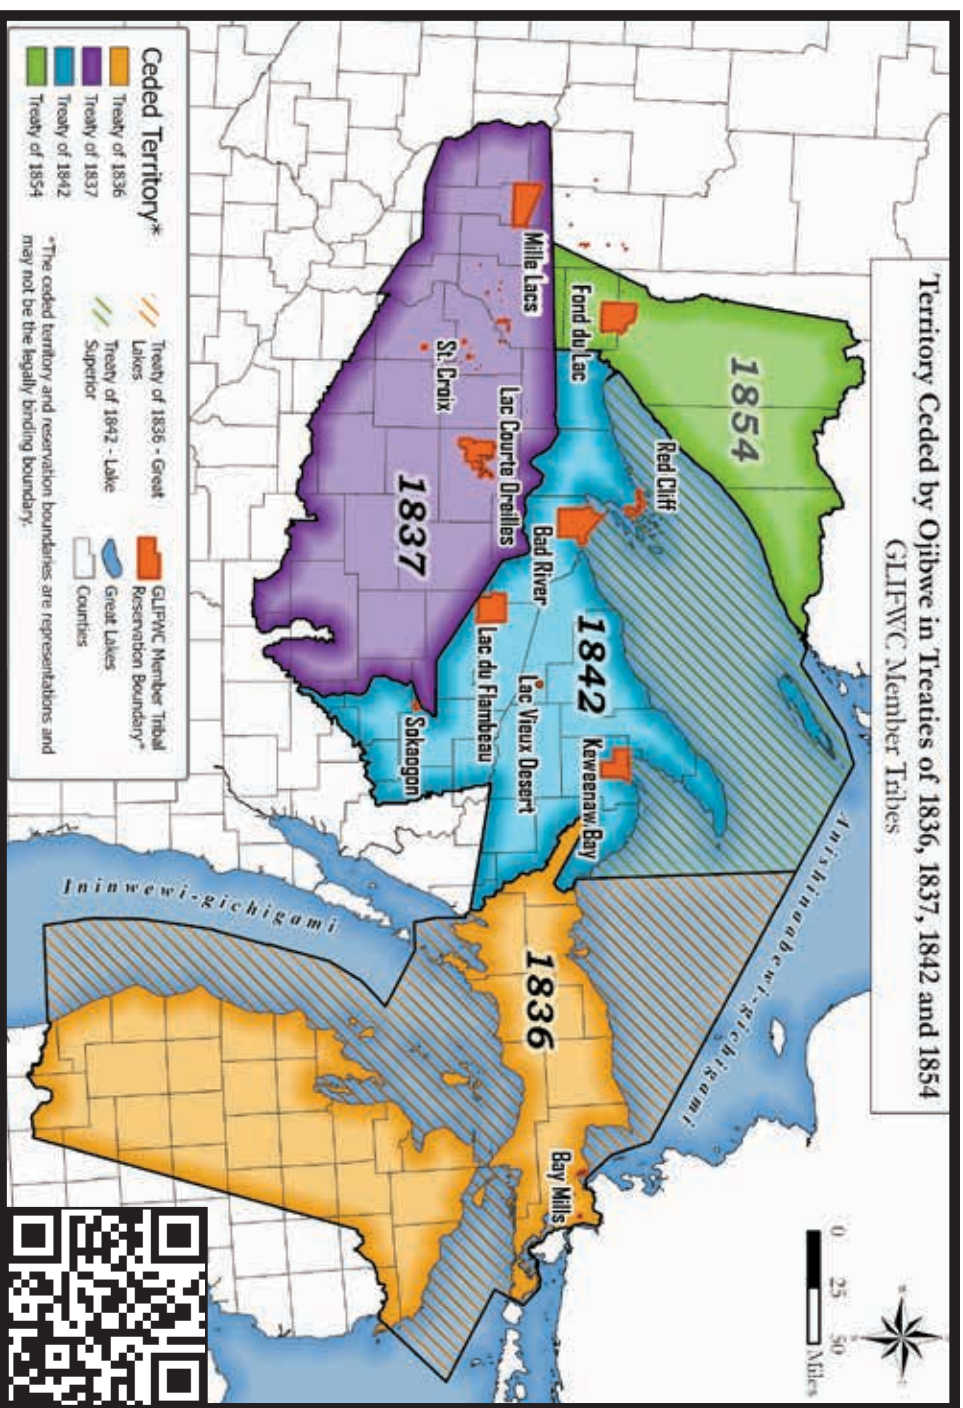 Territory Ceded by Ojibwe in Treaties of 1836, 1837, 1842 and 1854
GLIFWC Member Tribes
0 25 50
Miles
Anishinaabewi-gichigami
1854
Fond du Lac
Mille Lacs
Red Cliff
St. Croix
Lac Courte Oreilles
Bad River
1837
1842
Lac du Flambeau
Lac Vieux Desert
Keweenaw Bay
Sokaogon
1836
Bay Mills
Ininwewi-gichigami
Ceded Territory*
Treaty of 1836
Treaty of 1837
Treaty of 1842
Treaty of 1854
Treaty of 1836 - Great
Lakes
Treaty of 1842 - Lake
Superior
GLIFWC Member Tribal
Reservation Boundary*
Great Lakes
Counties
*The ceded territory and reservation boundaries are representations and
may not be the legally binding boundary.